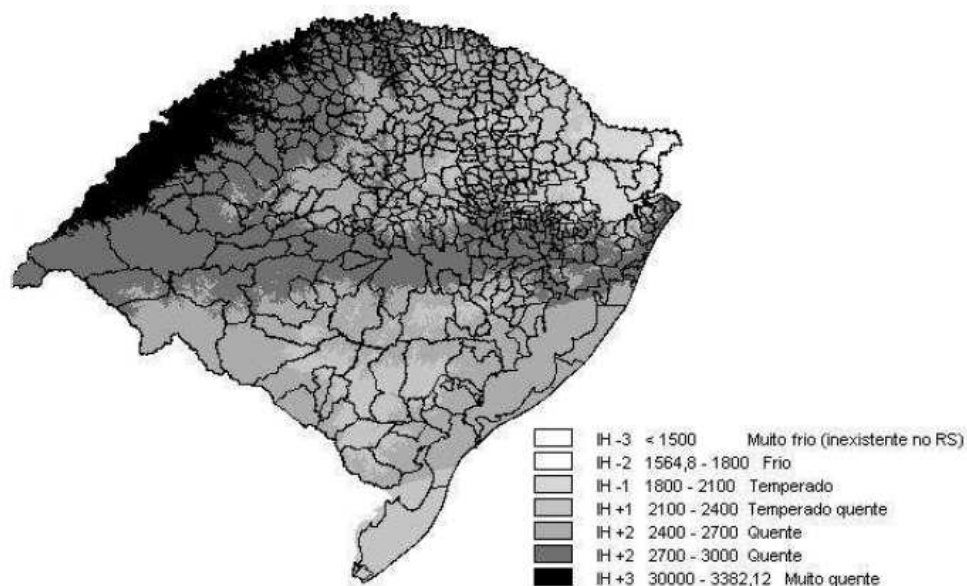 IH -3 < 1500 Muito frio (inexistente no RS)
IH -2 1564,8 - 1800 Frio
IH -1 1800 - 2100 Temperado
IH +1 2100 - 2400 Temperado quente
IH +2 2400 - 2700 Quente
IH +2 2700 - 3000 Quente
IH +3 30000 - 3382,12 Muito quente